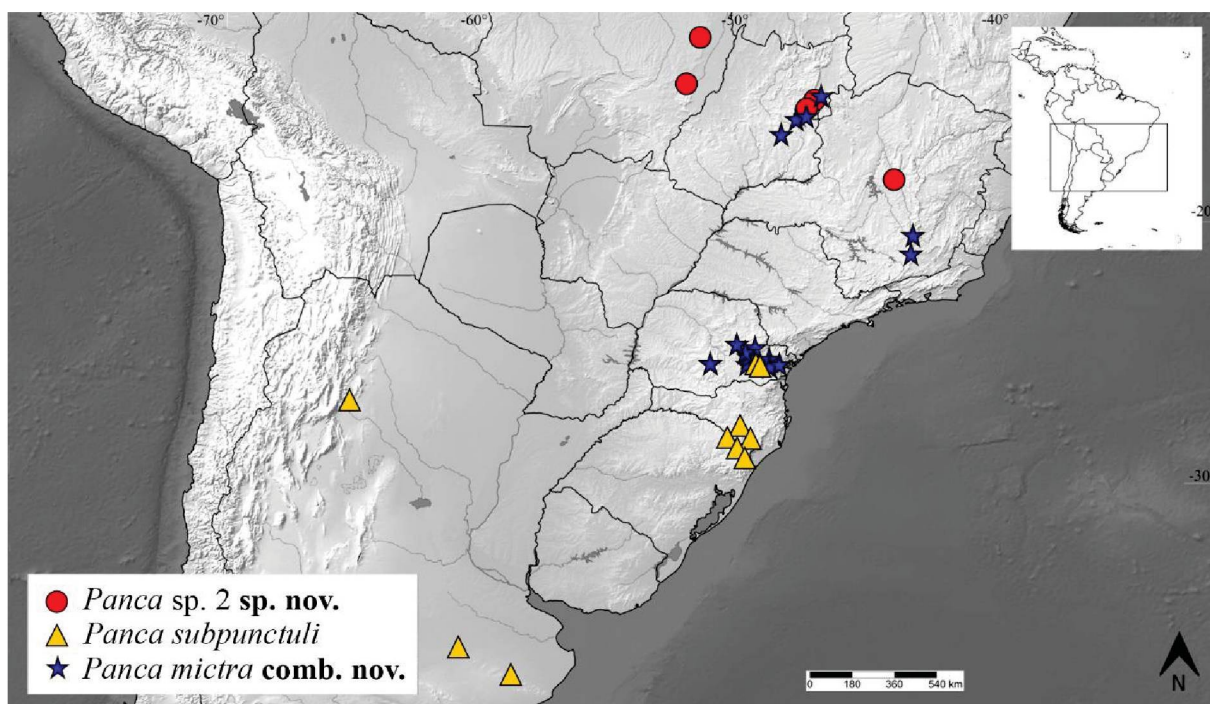 -70° -60° -50° -40°
-20°
-30°
Panca sp. 2 sp. nov.
Panca subpunctuli
Panca mictra comb. nov.
0 180 360 540 km
N